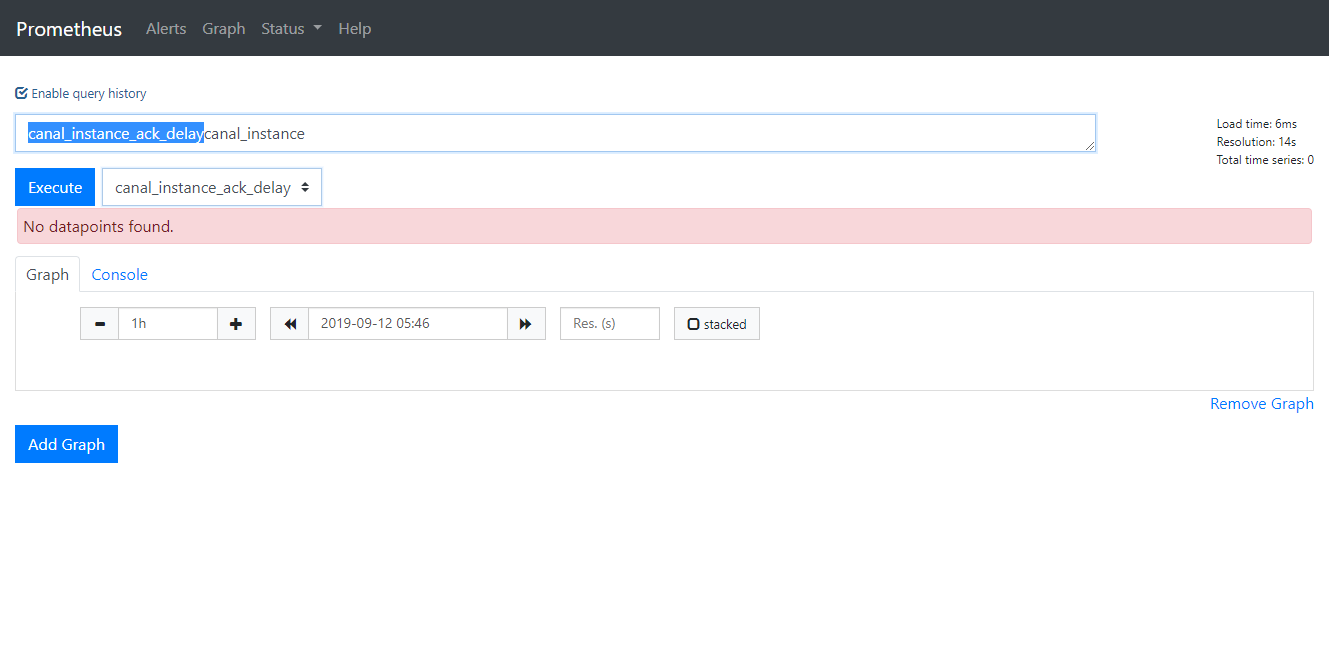 Prometheus Alerts Graph Status Help
Enable query history
canal_instance_ack_delaycanal_instance
Load time: 6ms
Resolution: 14s
Total time series: 0
Execute canal_instance_ack_delay
No datapoints found.
Graph Console
1h 2019-09-12 05:46 Res. (s) stacked
Remove Graph
Add Graph